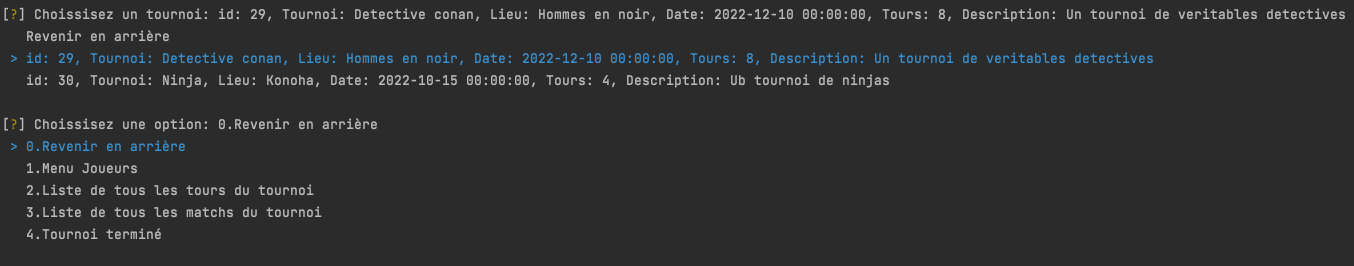 [?] Choissisez un tournoi: id: 29, Tournoi: Detective conan, Lieu: Hommes en noir, Date: 2022-12-10 00:00:00, Tours: 8, Description: Un tournoi de veritables detectives
Revenir en arrière
> id: 29, Tournoi: Detective conan, Lieu: Hommes en noir, Date: 2022-12-10 00:00:00, Tours: 8, Description: Un tournoi de veritables detectives
id: 30, Tournoi: Ninja, Lieu: Konoha, Date: 2022-10-15 00:00:00, Tours: 4, Description: Ub tournoi de ninjas
[?] Choissisez une option: 0.Revenir en arrière
> 0.Revenir en arrière
1.Menu Joueurs
2.Liste de tous les tours du tournoi
3.Liste de tous les matchs du tournoi
4.Tournoi terminé